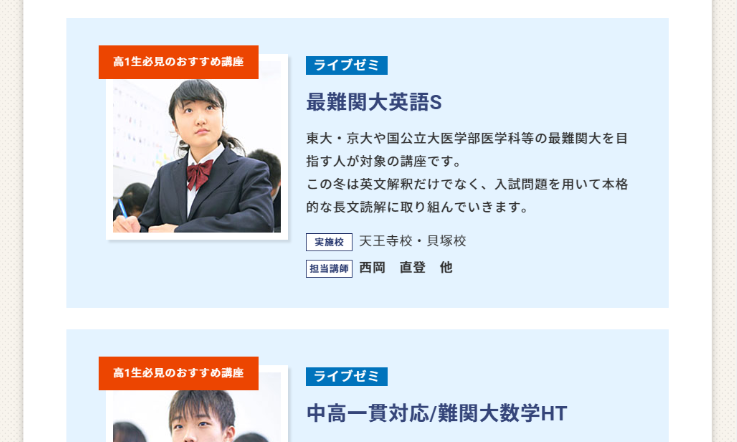 高1生必見のおすすめ講座
ライブゼミ
最難関大英語S
東大・京大や国公立大医学部医学科等の最難関大を目
指す人が対象の講座です。
この冬は英文解釈だけでなく、入試問題を用いて本格
的な長文読解に取り組んでいきます。
実施校 天王寺校・貝塚校
担当講師 西岡　直登　他
高1生必見のおすすめ講座
ライブゼミ
中高一貫対応/難関大数学HT